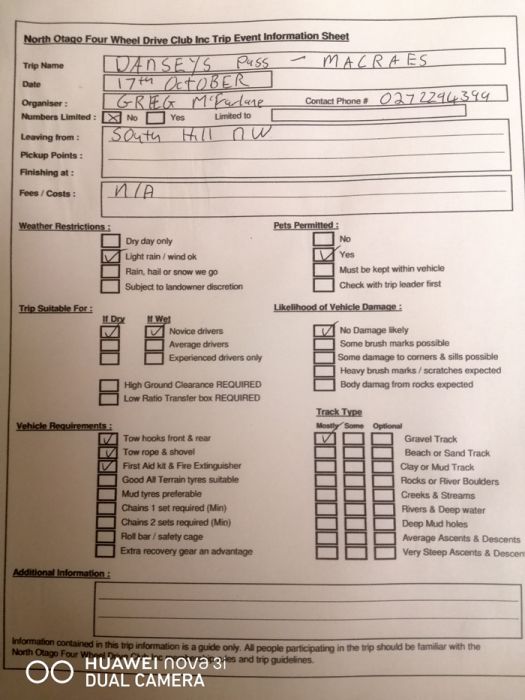 North Otago Four Wheel Drive Club Inc Trip Event Information Sheet
Trip Name DANSEYS Pass – MACRAES
Date 17th OCTOBER
Organiser : GREG McFarlane Contact Phone # 0272294394
Numbers Limited : No Yes Limited to
Leaving from : South Hill NW
Pickup Points :
Finishing at :
Fees / Costs : N/A
Weather Restrictions : Pets Permitted :
Dry day only No
Light rain / wind ok Yes
Rain, hail or snow we go Must be kept within vehicle
Subject to landowner discretion Check with trip leader first
Trip Suitable For : Likelihood of Vehicle Damage :
If Dry If Wet
Novice drivers No Damage likely
Average drivers Some brush marks possible
Experienced drivers only Some damage to corners & sills possible
Heavy brush marks / scratches expected
High Ground Clearance REQUIRED Body damag from rocks expected
Low Ratio Transfer box REQUIRED
Track Type
Vehicle Requirements : Mostly Some Optional
Tow hooks front & rear Gravel Track
Tow rope & shovel Beach or Sand Track
First Aid kit & Fire Extinguisher Clay or Mud Track
Good All Terrain tyres suitable Rocks or River Boulders
Mud tyres preferable Creeks & Streams
Chains 1 set required (Min) Rivers & Deep water
Chains 2 sets required (Min) Deep Mud holes
Roll bar / safety cage Average Ascents & Descents
Extra recovery gear an advantage Very Steep Ascents & Descen
Additional Information :
Information contained in this trip information is a guide only. All people participating in the trip should be familiar with the
North Otago Four Wheel and trip guidelines.
HUAWEI nova 3i
DUAL CAMERA